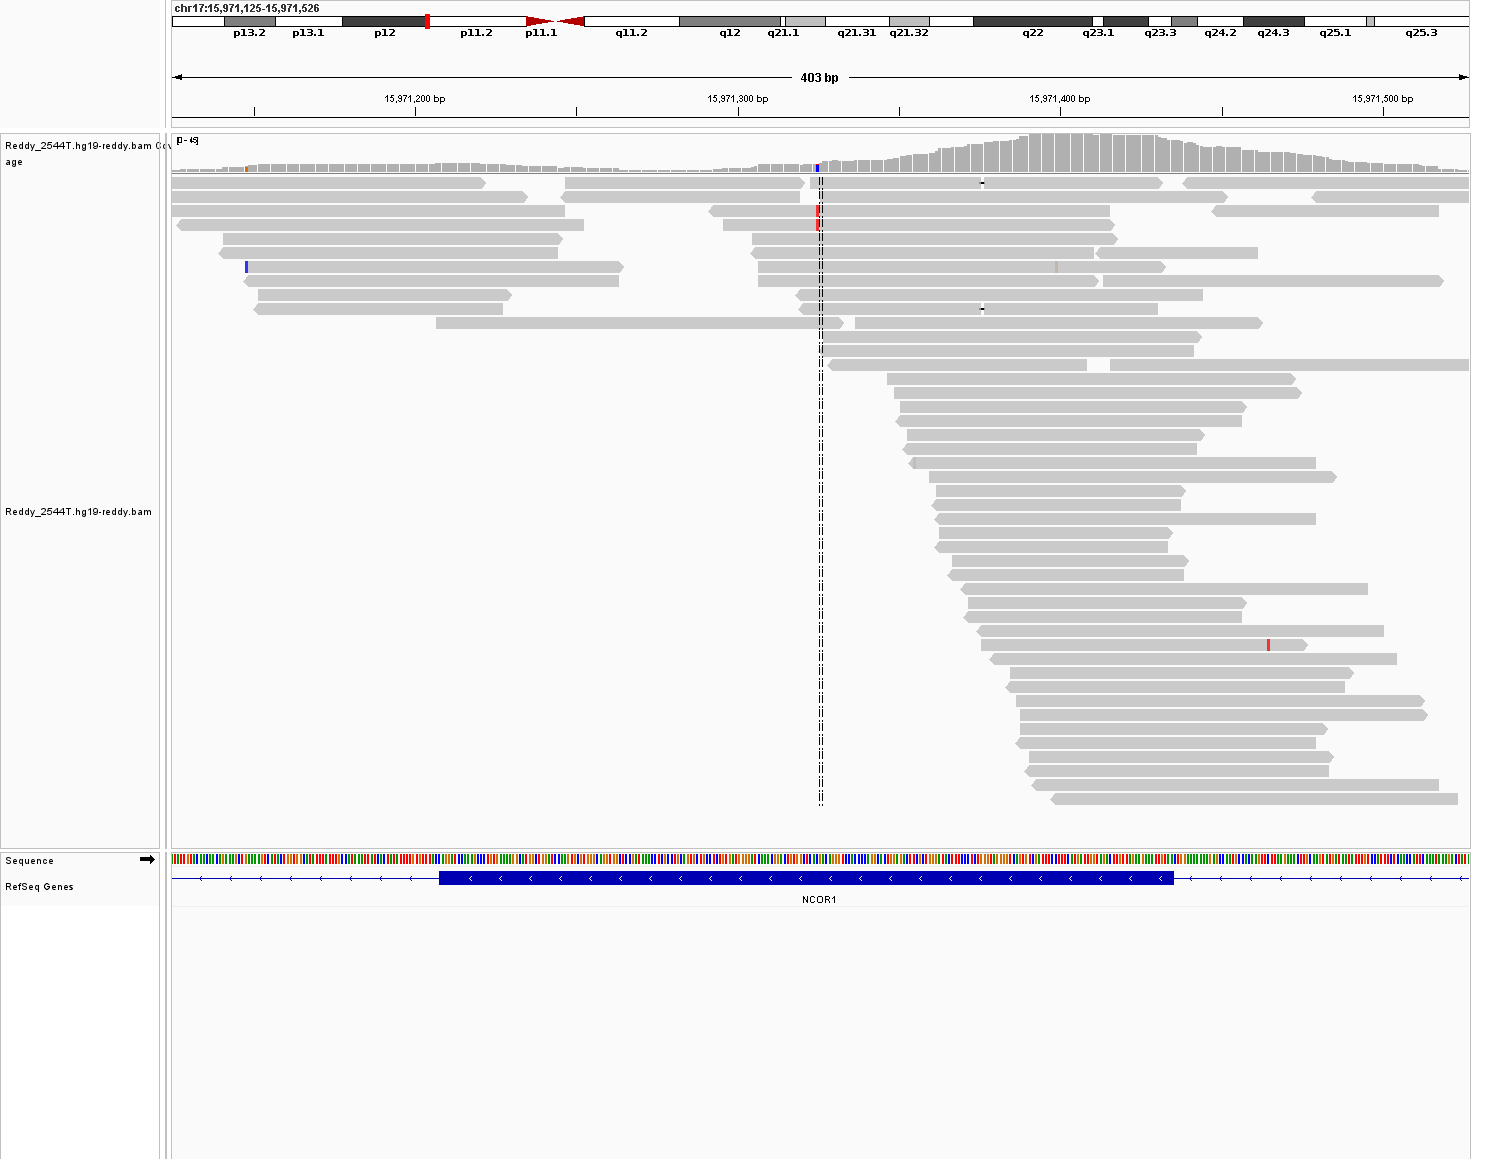 chr17:15,971,125-15,971,526
p13.2 p13.1 p12 p11.2 p11.1 q11.2 q12 q21.1 q21.31 q21.32 q22 q23.1 q23.3 q24.2 q24.3 q25.1 q25.3
403 bp
15,971,200 bp 15,971,300 bp 15,971,400 bp 15,971,500 bp
Reddy_2544T.hg19-reddy.bam Cov
age
[0 - 45]
Reddy_2544T.hg19-reddy.bam
Sequence
RefSeq Genes
NCOR1